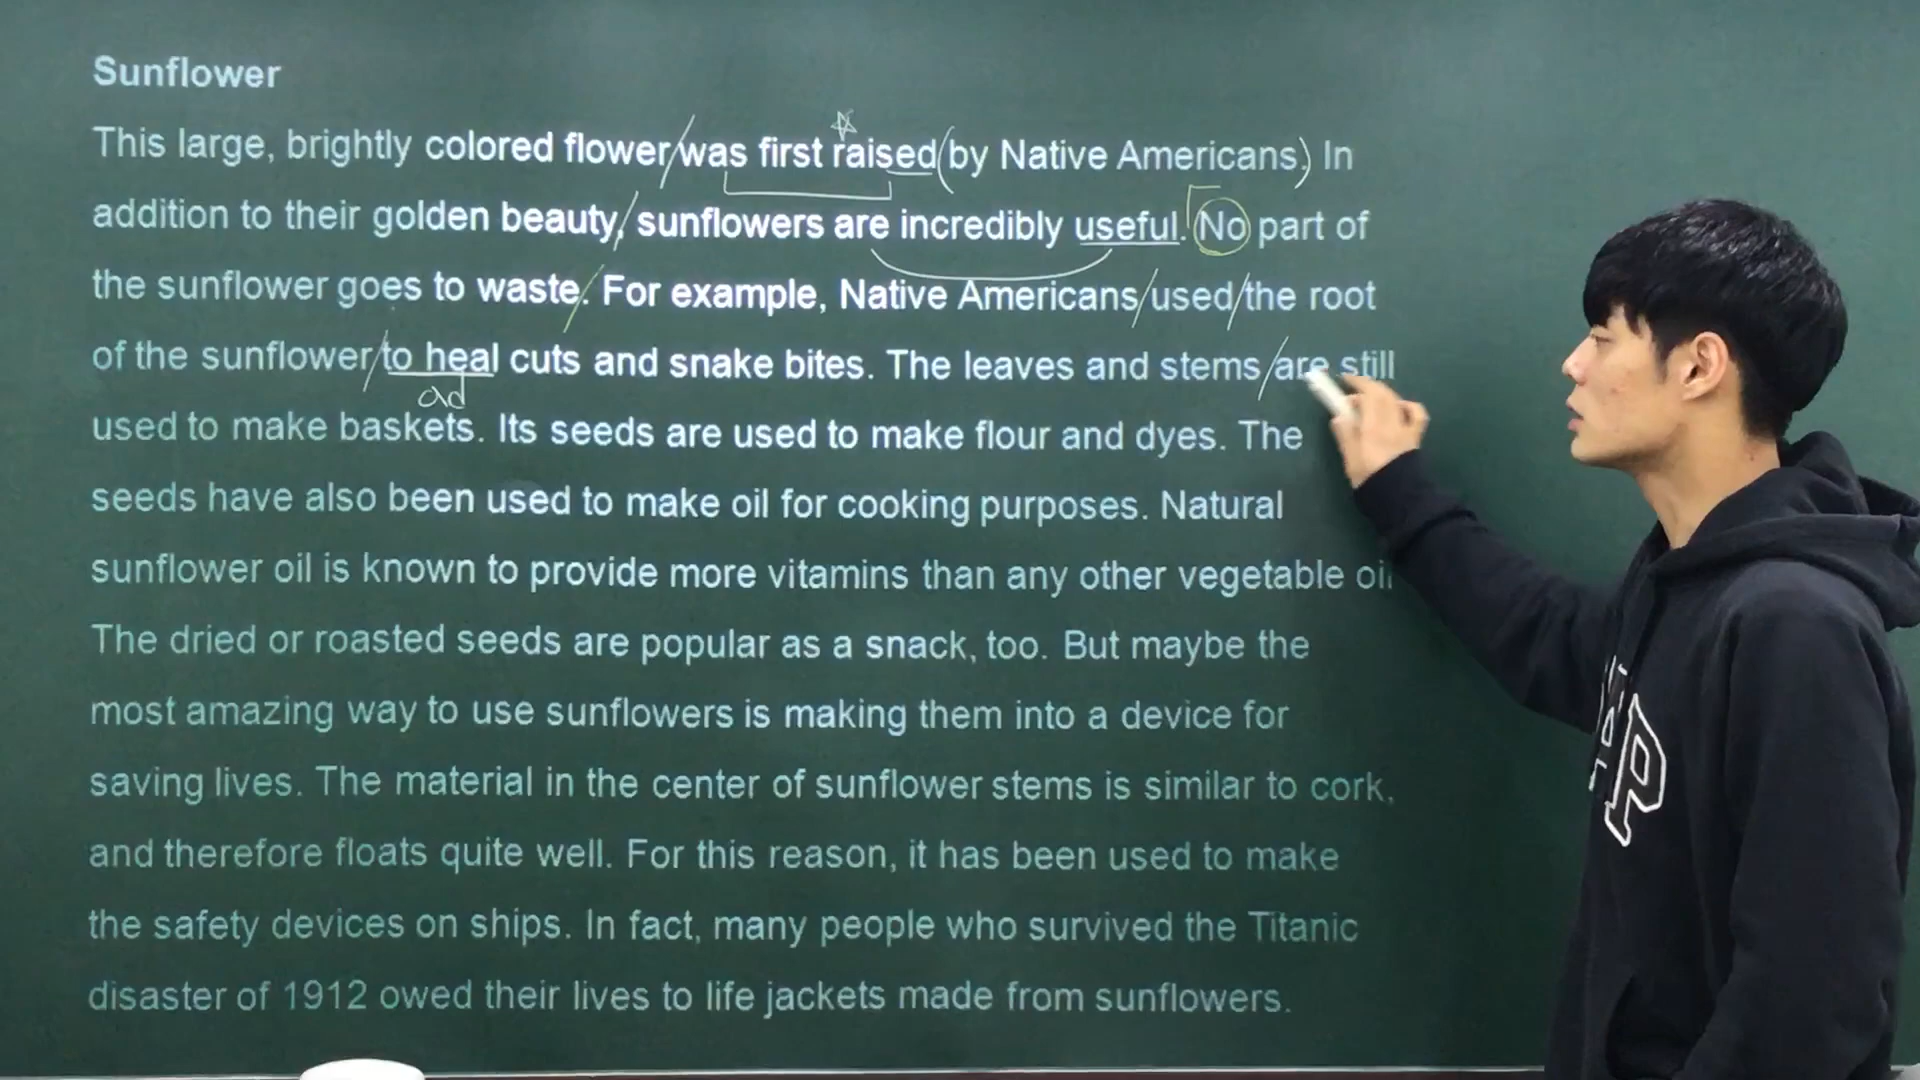 Sunflower
This large, brightly colored flower was first raised by Native Americans. In
addition to their golden beauty, sunflowers are incredibly useful. No part of
the sunflower goes to waste. For example, Native Americans used the root
of the sunflower to heal cuts and snake bites. The leaves and stems are still
ad
used to make baskets. Its seeds are used to make flour and dyes. The
seeds have also been used to make oil for cooking purposes. Natural
sunflower oil is known to provide more vitamins than any other vegetable oil
The dried or roasted seeds are popular as a snack, too. But maybe the
most amazing way to use sunflowers is making them into a device for
saving lives. The material in the center of sunflower stems is similar to cork,
and therefore floats quite well. For this reason, it has been used to make
the safety devices on ships. In fact, many people who survived the Titanic
disaster of 1912 owed their lives to life jackets made from sunflowers.